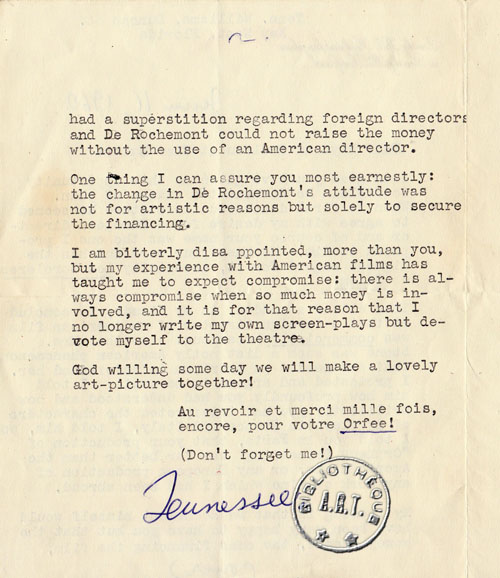 had a superstition regarding foreign directors
and De Rochemont could not raise the money
without the use of an American director.
One thing I can assure you most earnestly:
the change in De Rochemont's attitude was
not for artistic reasons but solely to secure
the financing.
I am bitterly disa ppointed, more than you,
but my experience with American films has
taught me to expect compromise: there is al-
ways compromise when so much money is in-
volved, and it is for that reason that I
no longer write my own screen-plays but de-
vote myself to the theatre.
God willing some day we will make a lovely
art-picture together!
Au revoir et merci mille fois,
encore, pour votre Orfee!
(Don't forget me!)
Tennessee
BIBLIOTHÈQUE
A.R.T.